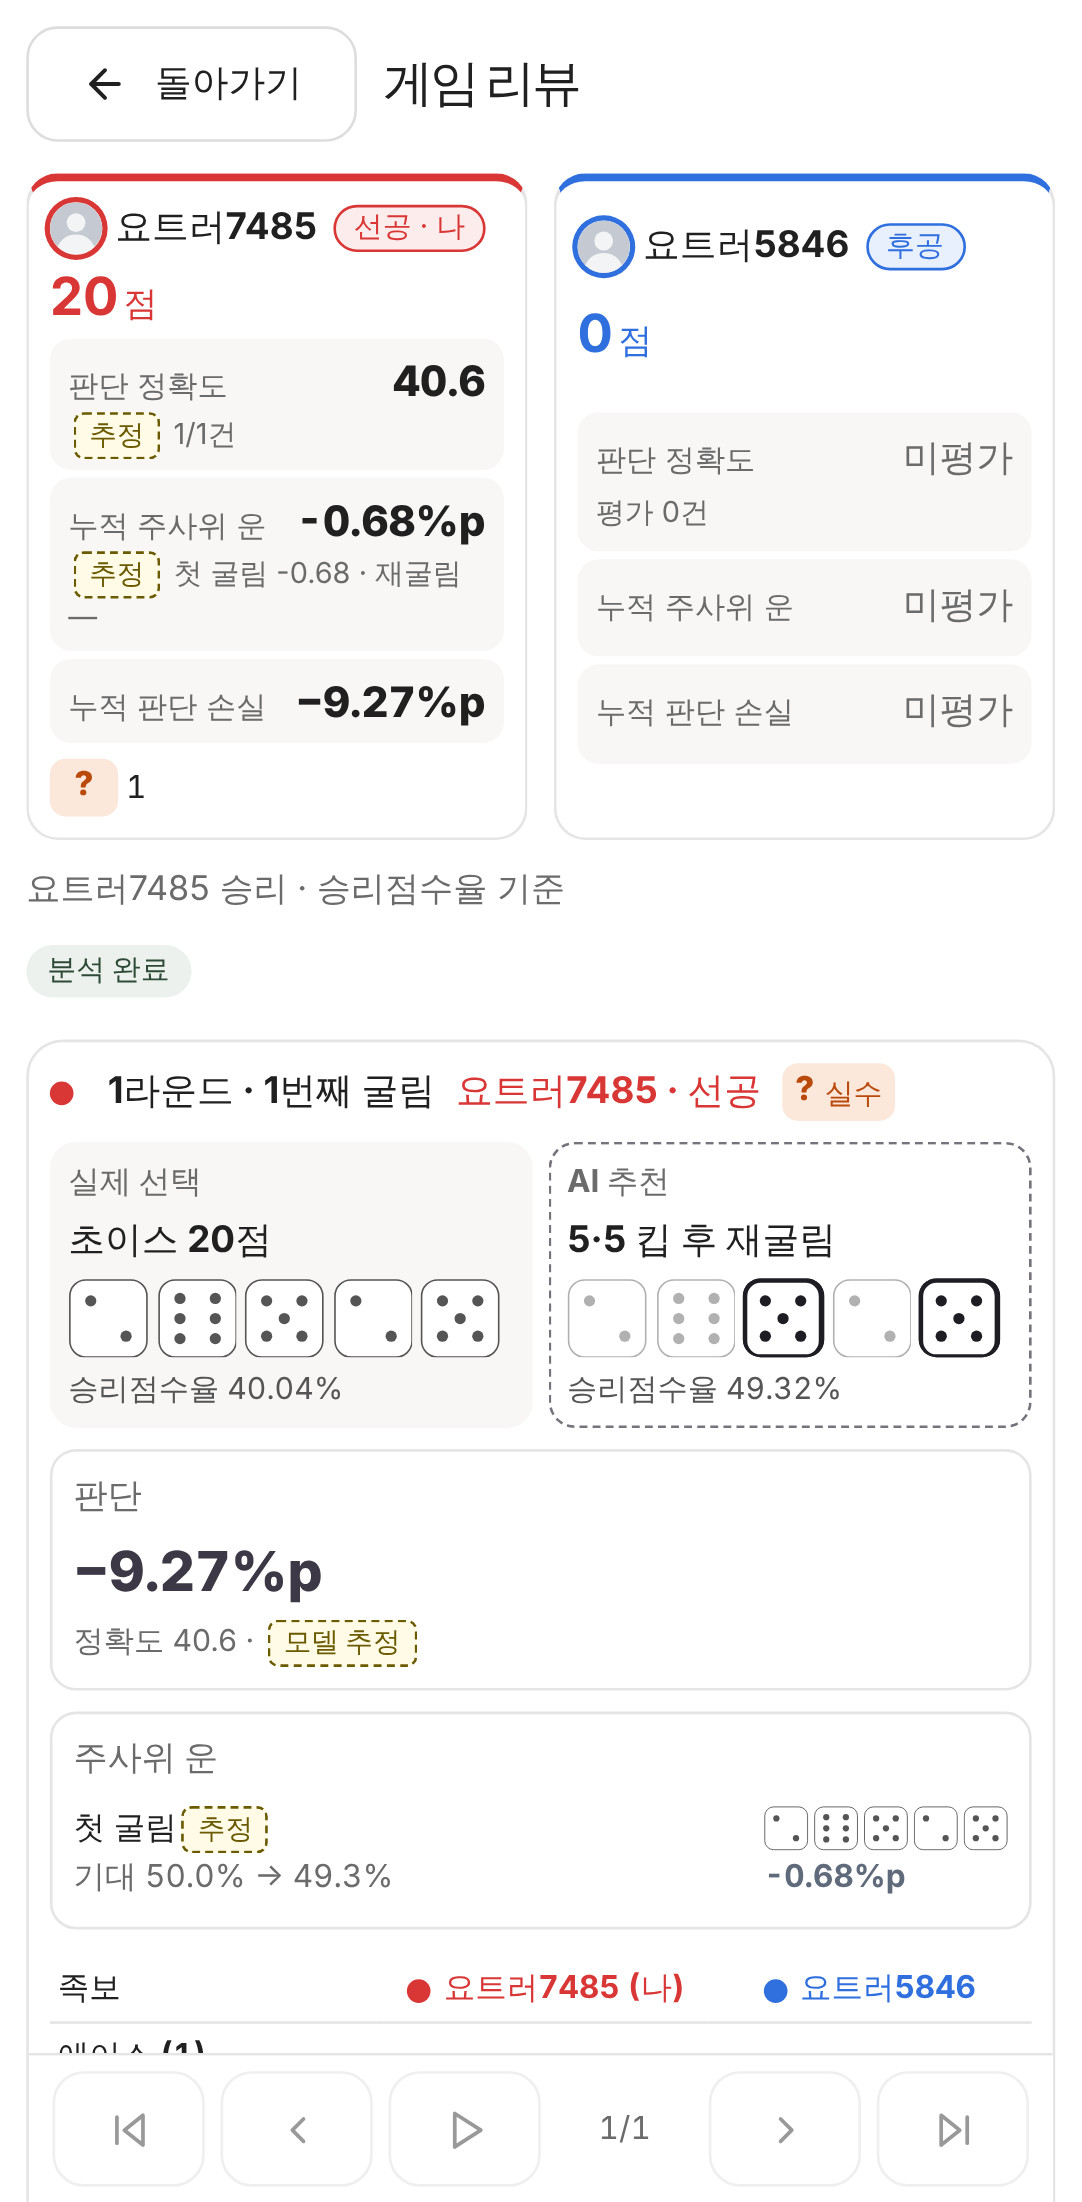 돌아가기
게임 리뷰
요트러7485 선공 · 나
20 점
판단 정확도 40.6
추정 1/1건
누적 주사위 운 -0.68%p
추정 첫 굴림 -0.68 · 재굴림
—
누적 판단 손실 −9.27%p
? 1
요트러5846 후공
0 점
판단 정확도 미평가
평가 0건
누적 주사위 운 미평가
누적 판단 손실 미평가
요트러7485 승리 · 승리점수율 기준
분석 완료
1라운드 · 1번째 굴림 요트러7485 · 선공 ? 실수
실제 선택
초이스 20점
승리점수율 40.04%
AI 추천
5·5 킵 후 재굴림
승리점수율 49.32%
판단
−9.27%p
정확도 40.6 · 모델 추정
주사위 운
첫 굴림 추정
기대 50.0% → 49.3%
-0.68%p
족보 요트러7485 (나) 요트러5846
에이스 (1)
1/1